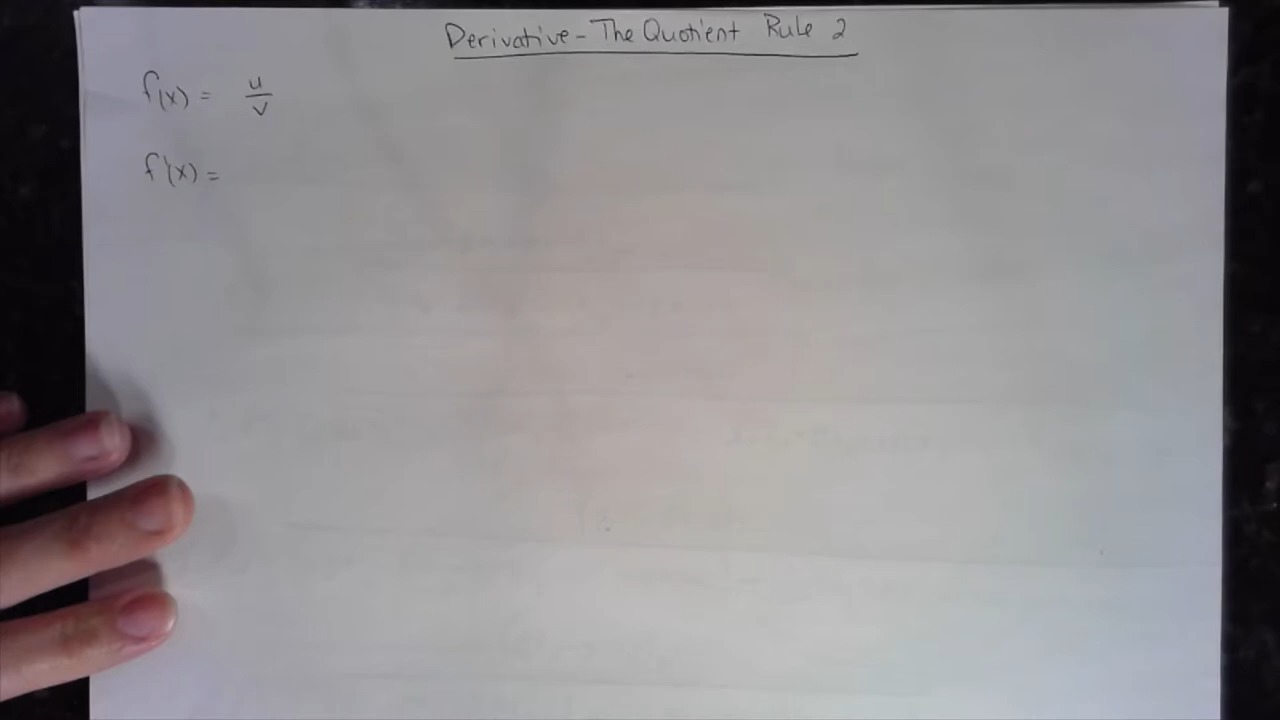 Derivative - The Quotient Rule 2
f(x) = u/v
f'(x) =